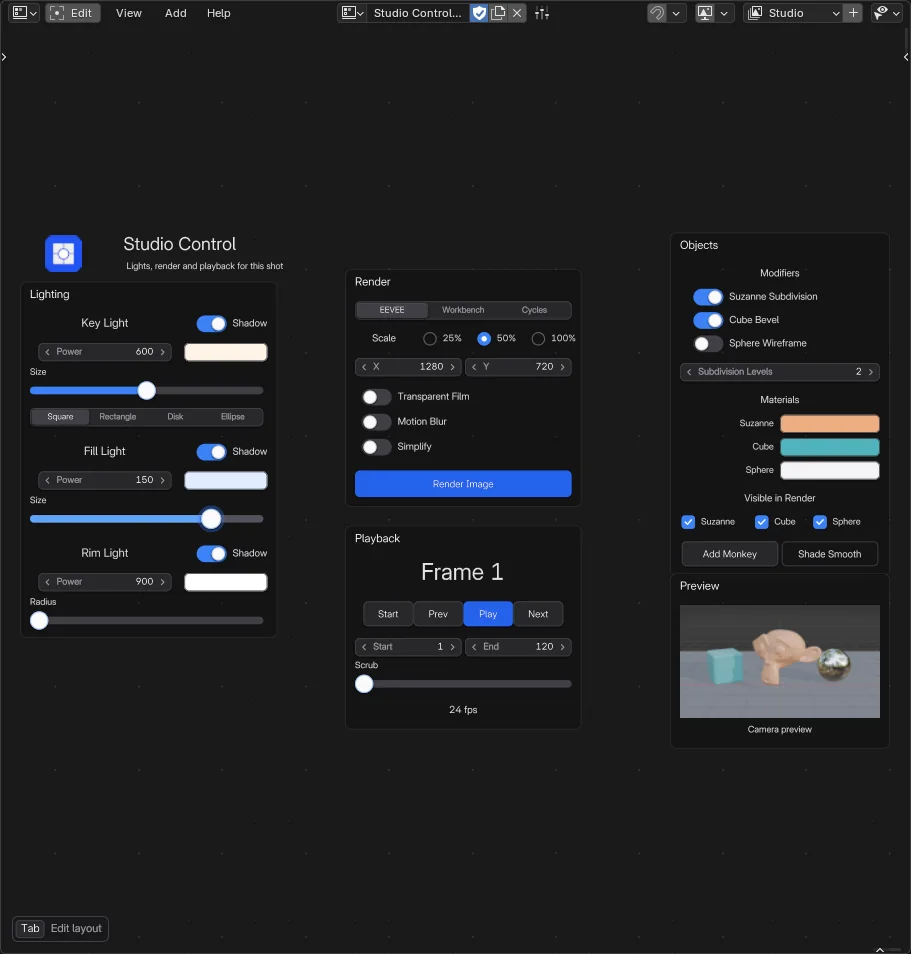 Edit View Add Help Studio Control... Studio
Studio Control
Lights, render and playback for this shot
Lighting
Key Light Shadow
Power 600
Size
Square Rectangle Disk Ellipse
Fill Light Shadow
Power 150
Size
Rim Light Shadow
Power 900
Radius
Render
EEVEE Workbench Cycles
Scale 25% 50% 100%
X 1280 Y 720
Transparent Film
Motion Blur
Simplify
Render Image
Playback
Frame 1
Start Prev Play Next
Start 1 End 120
Scrub
24 fps
Objects
Modifiers
Suzanne Subdivision
Cube Bevel
Sphere Wireframe
Subdivision Levels 2
Materials
Suzanne
Cube
Sphere
Visible in Render
Suzanne Cube Sphere
Add Monkey Shade Smooth
Preview
Camera preview
Tab Edit layout